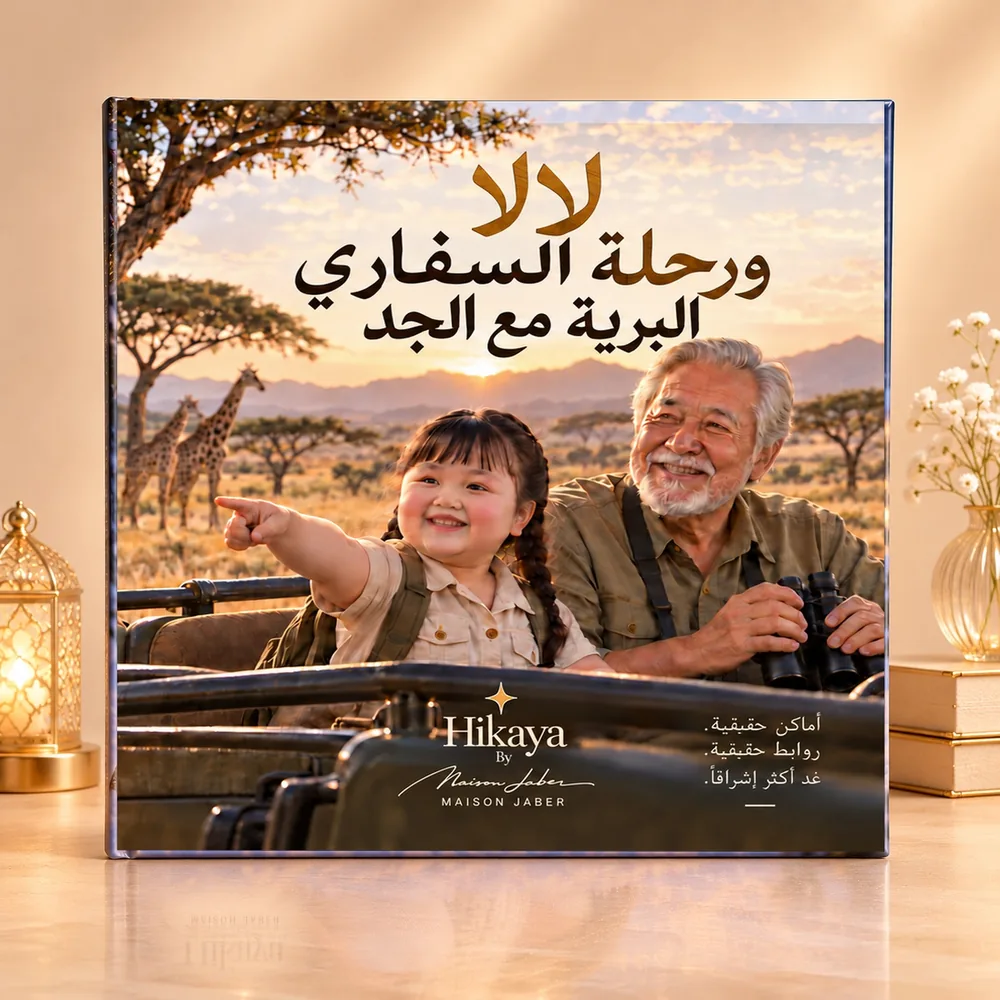 لالا
ورحلة السفاري
البرية مع الجد
Hikaya
By
Maison Jaber
MAISON JABER
أماكن حقيقية.
روابط حقيقية.
غد أكثر إشراقاً.